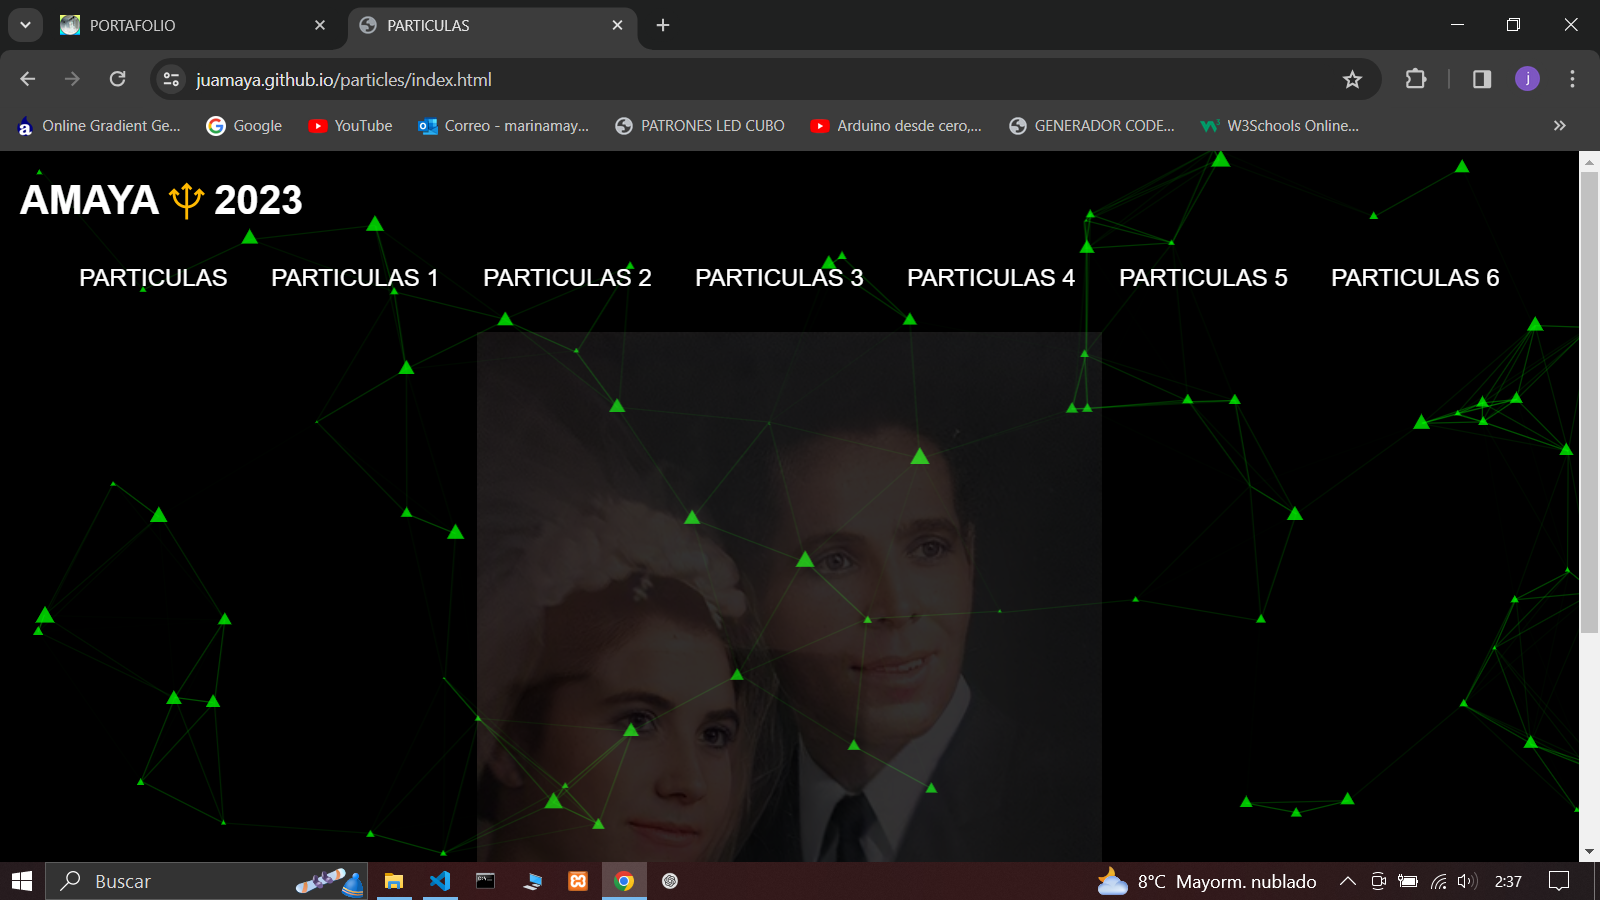 PORTAFOLIO
PARTICULAS
juamaya.github.io/particles/index.html
j
Online Gradient Ge...
Google
YouTube
Correo - marinamay...
PATRONES LED CUBO
Arduino desde cero,...
GENERADOR CODE...
W3Schools Online...
AMAYA 2023
PARTICULAS PARTICULAS 1 PARTICULAS 2 PARTICULAS 3 PARTICULAS 4 PARTICULAS 5 PARTICULAS 6
Buscar
8°C Mayorm. nublado
2:37